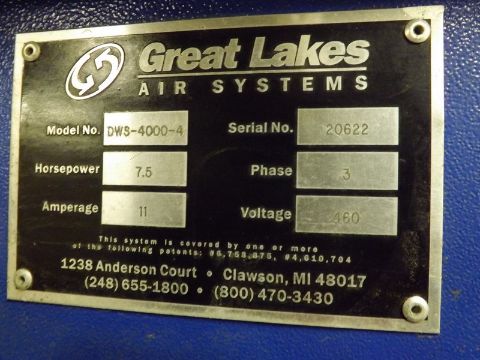 Great Lakes
AIR SYSTEMS
Model No. DWS-4000-4 Serial No. 20622
Horsepower 7.5 Phase 3
Amperage 11 Voltage 460
This system is covered by one or more
of the following patents: #5,758,875, #4,610,704
1238 Anderson Court • Clawson, MI 48017
(248) 655-1800 • (800) 470-3430